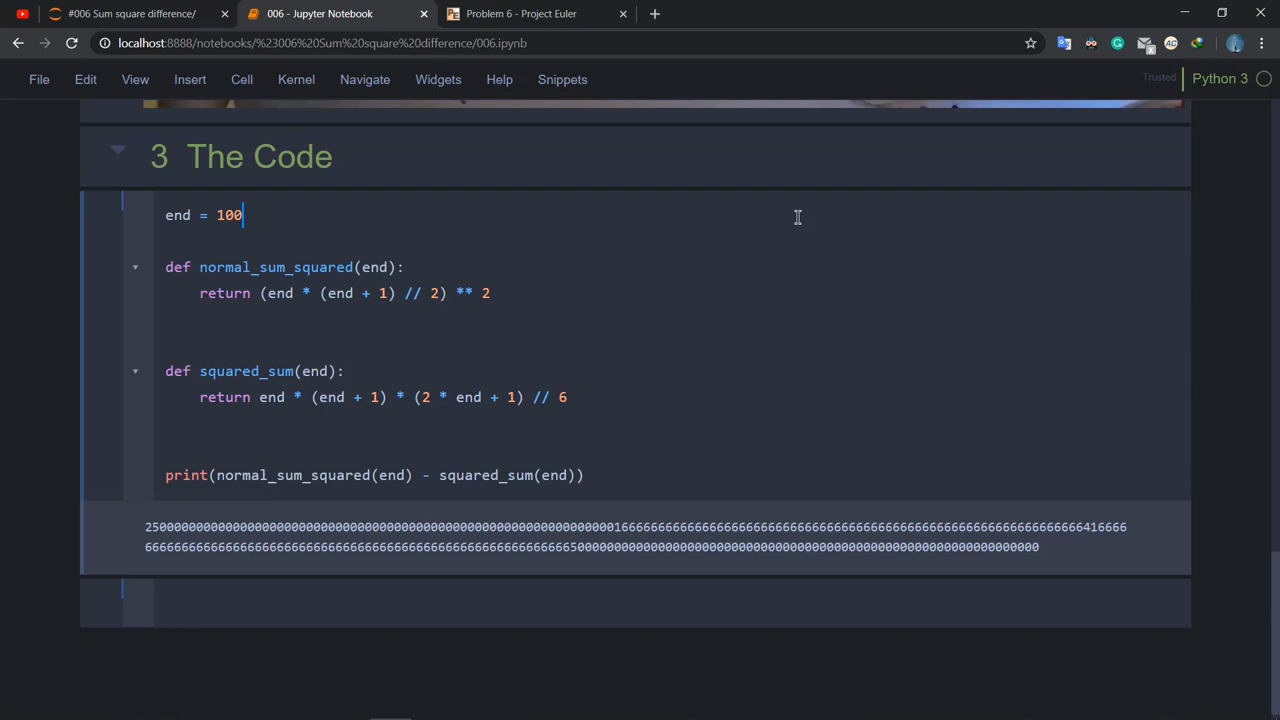 #006 Sum square difference/
006 - Jupyter Notebook
Problem 6 - Project Euler
localhost:8888/notebooks/%23006%20Sum%20square%20difference/006.ipynb
File Edit View Insert Cell Kernel Navigate Widgets Help Snippets
Trusted
Python 3
3 The Code
end = 100
def normal_sum_squared(end):
return (end * (end + 1) // 2) ** 2
def squared_sum(end):
return end * (end + 1) * (2 * end + 1) // 6
print(normal_sum_squared(end) - squared_sum(end))